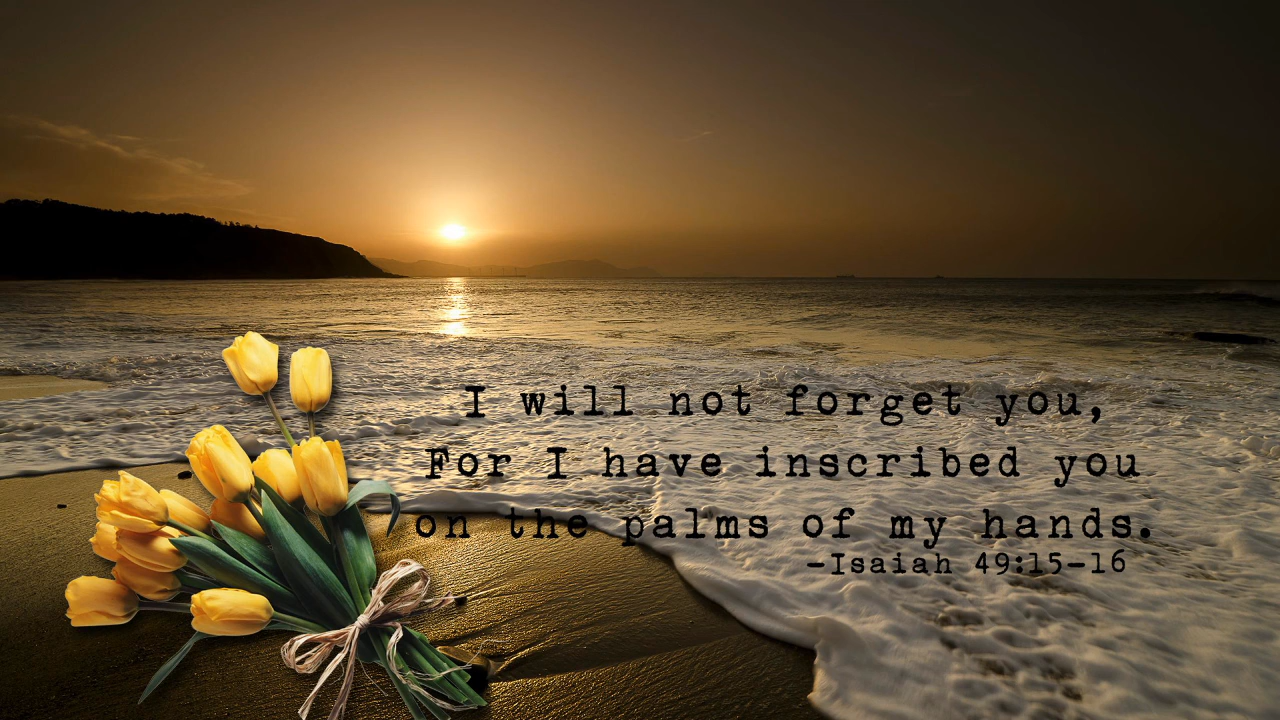 I will not forget you,
For I have inscribed you
on the palms of my hands.
-Isaiah 49:15-16